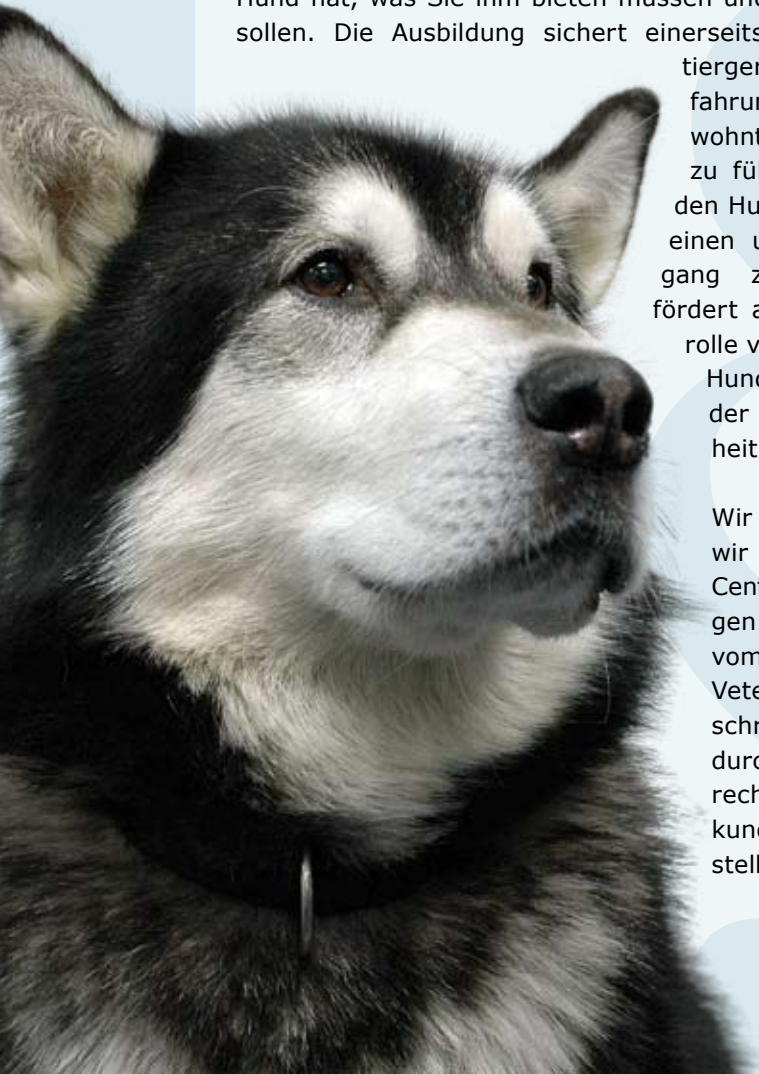 Hund hat, was Sie ihm bieten müssen und
sollen. Die Ausbildung sichert einerseits
tierger
fahrun
wohnt
zu fü
den Hu
einen u
gang z
fördert a
rolle v
Hund
der
heit
Wir
wir
Cent
gen
vom
Vete
schr
durc
rech
kund
stell